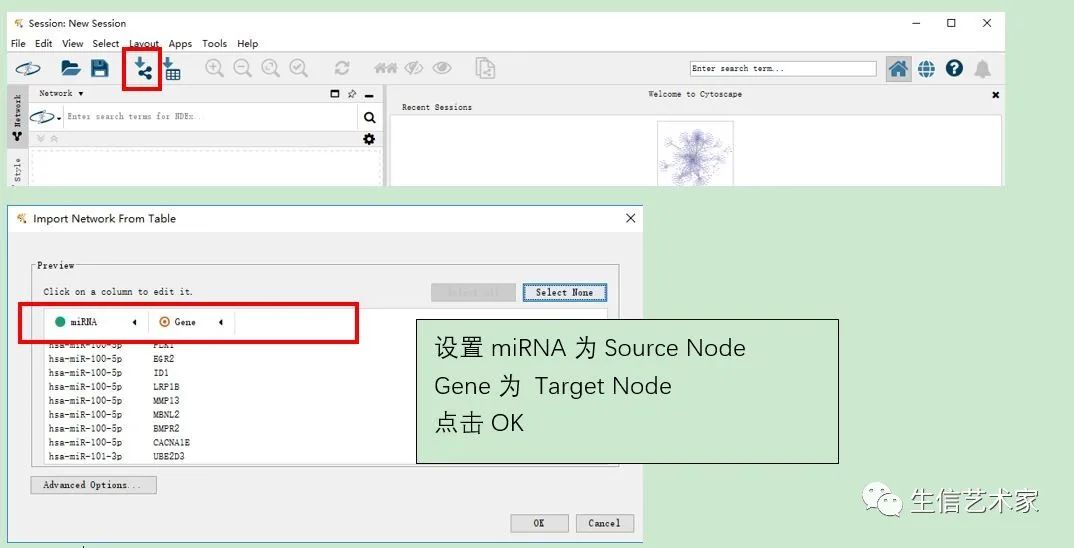 Session: New Session
File Edit View Select Layout Apps Tools Help
Enter search term...
Network
Network
Enter search terms for NDEx...
Style
Welcome to Cytoscape
Recent Sessions
Import Network From Table
Preview
Click on a column to edit it.
Select All Select None
miRNA Gene
hsa-miR-100-5p PLK1
hsa-miR-100-5p EGR2
hsa-miR-100-5p ID1
hsa-miR-100-5p LRP1B
hsa-miR-100-5p MMP13
hsa-miR-100-5p MBNL2
hsa-miR-100-5p BMPR2
hsa-miR-100-5p CACNA1E
hsa-miR-101-3p UBE2D3
Advanced Options...
OK Cancel
设置 miRNA 为 Source Node
Gene 为 Target Node
点击 OK
生信艺术家